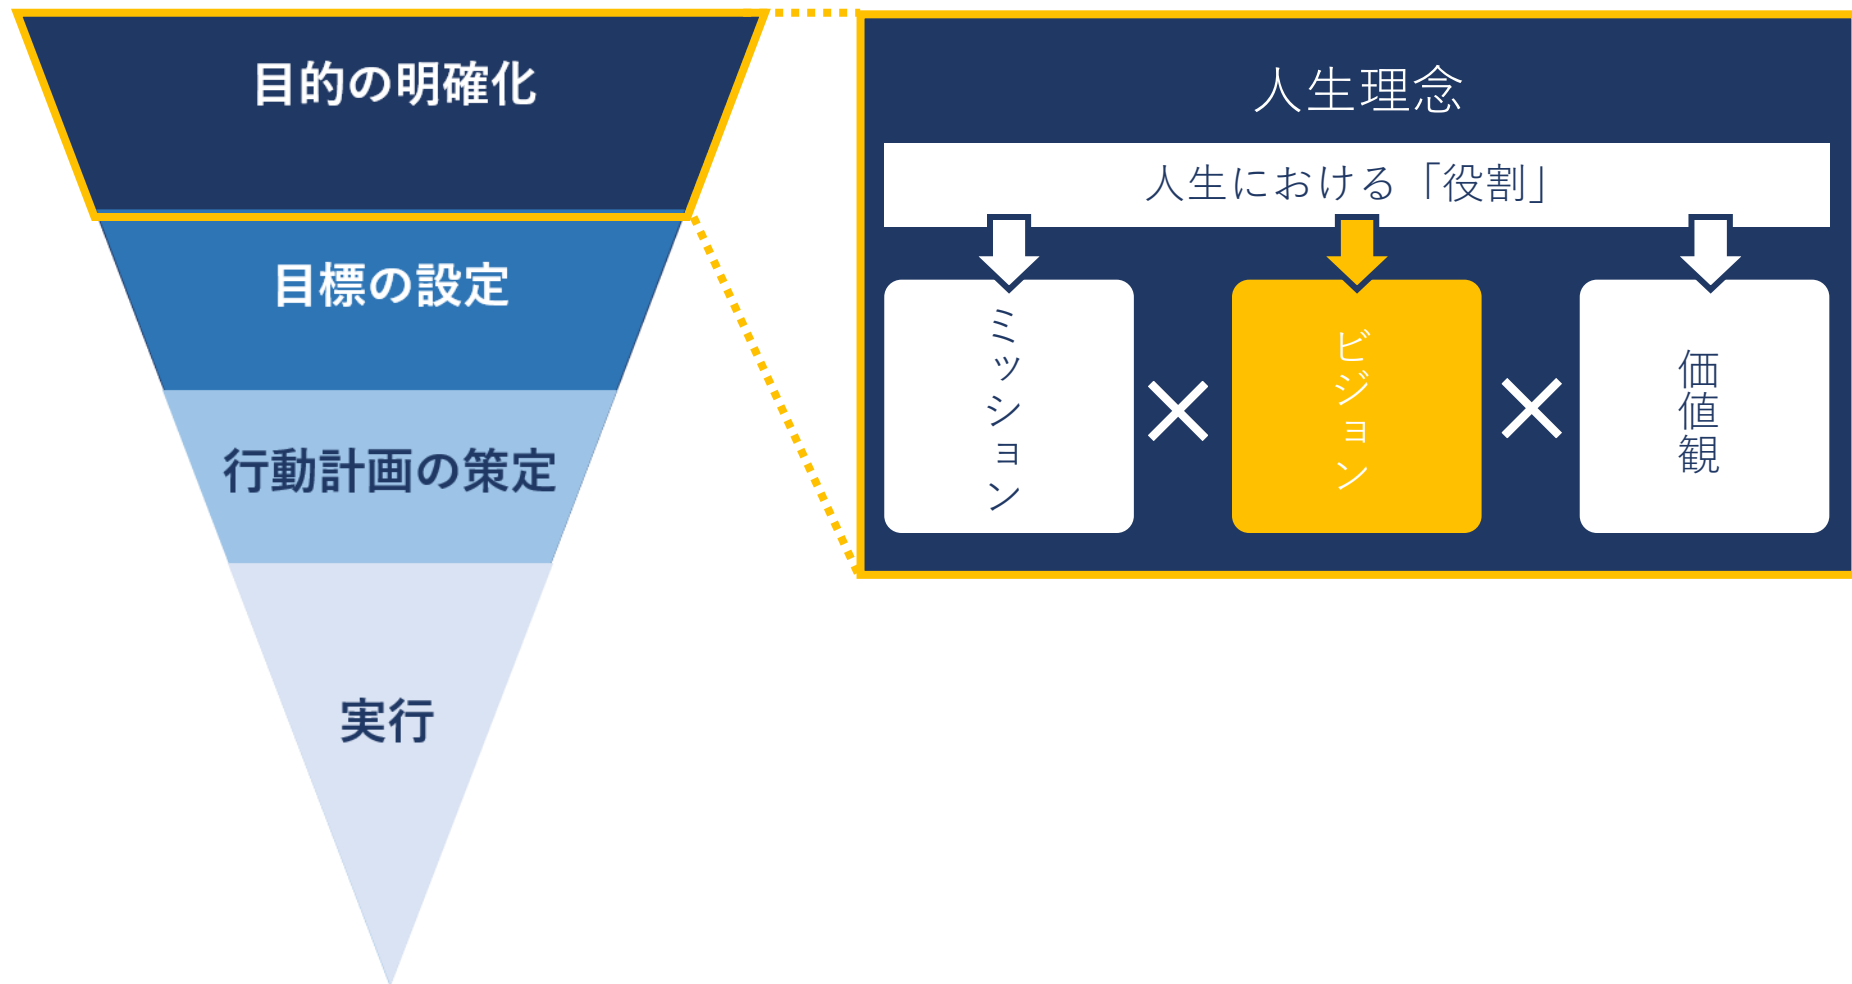 目的の明確化
目標の設定
行動計画の策定
実行
人生理念
人生における「役割」
ミッション
ビジョン
価値観